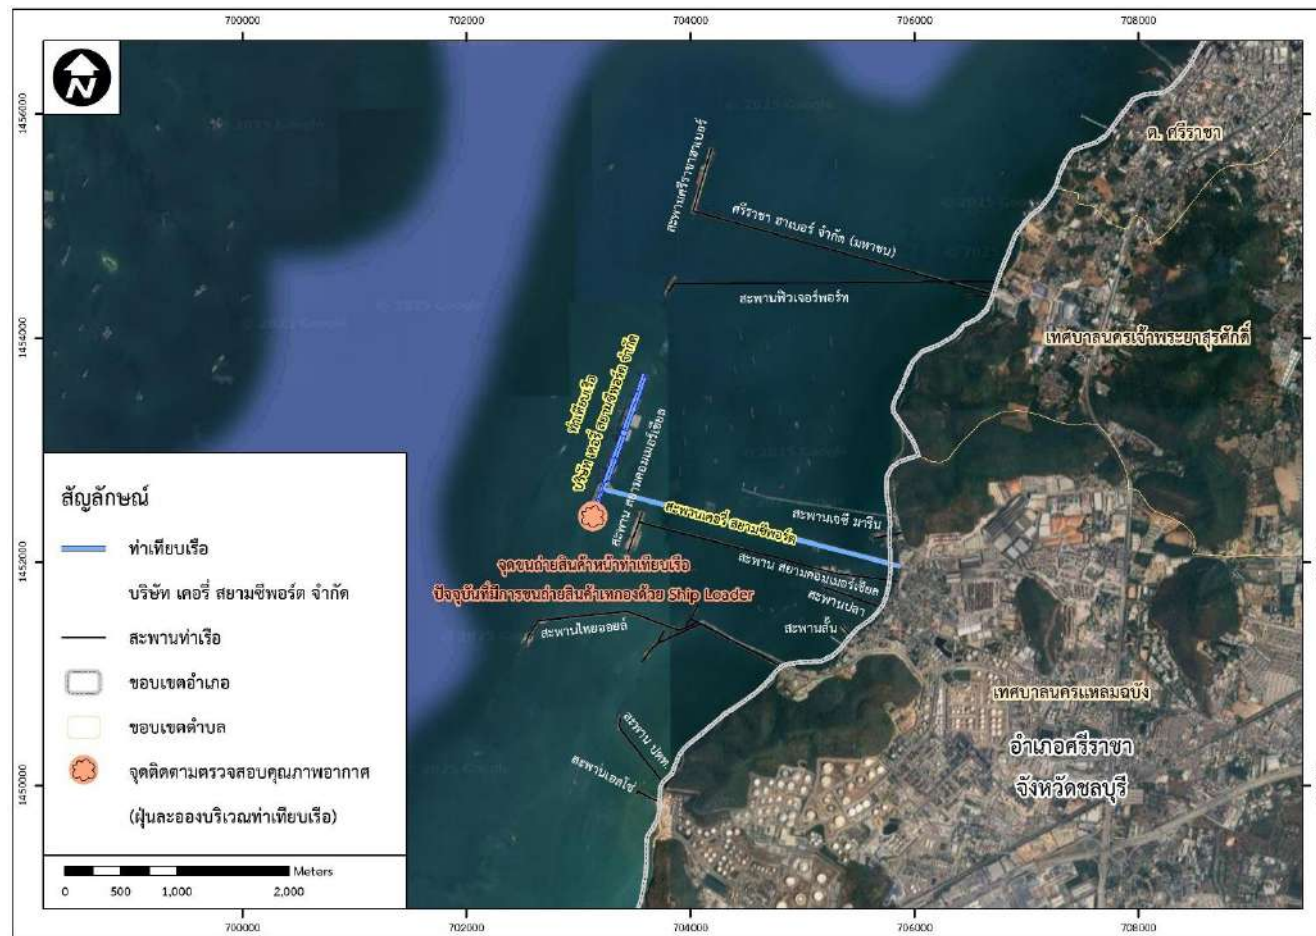 700000
702000
704000
706000
708000
1456000
1454000
1452000
1450000
N
ต. ศรีราชา
สะพานศรีราชาฮาเบอร์
ศรีราชา ฮาเบอร์ จำกัด (มหาชน)
สะพานฟิวเจอร์พอร์ท
เทศบาลนครเจ้าพระยาสุรศักดิ์
ท่าเทียบเรือ
บริษัท เคอรี่ สยามซีพอร์ต จำกัด
สะพาน สยามคอมเมอร์เชียล
สะพานเคอรี่ สยามซีพอร์ต
สะพานเจซี มารีน
สะพาน สยามคอมเมอร์เชียล
สะพานปลา
สะพานสั้น
จุดขนถ่ายสินค้าหน้าท่าเทียบเรือ
ปัจจุบันที่มีการขนถ่ายสินค้าเทกองด้วย Ship Loader
สะพานไทยออยล์
สะพาน ปตท.
สะพานเอสโซ่
เทศบาลนครแหลมฉบัง
อำเภอศรีราชา
จังหวัดชลบุรี
สัญลักษณ์
ท่าเทียบเรือ
บริษัท เคอรี่ สยามซีพอร์ต จำกัด
สะพานท่าเรือ
ขอบเขตอำเภอ
ขอบเขตตำบล
จุดติดตามตรวจสอบคุณภาพอากาศ
(ฝุ่นละอองบริเวณท่าเทียบเรือ)
Meters
0 500 1,000 2,000
700000
702000
704000
706000
708000